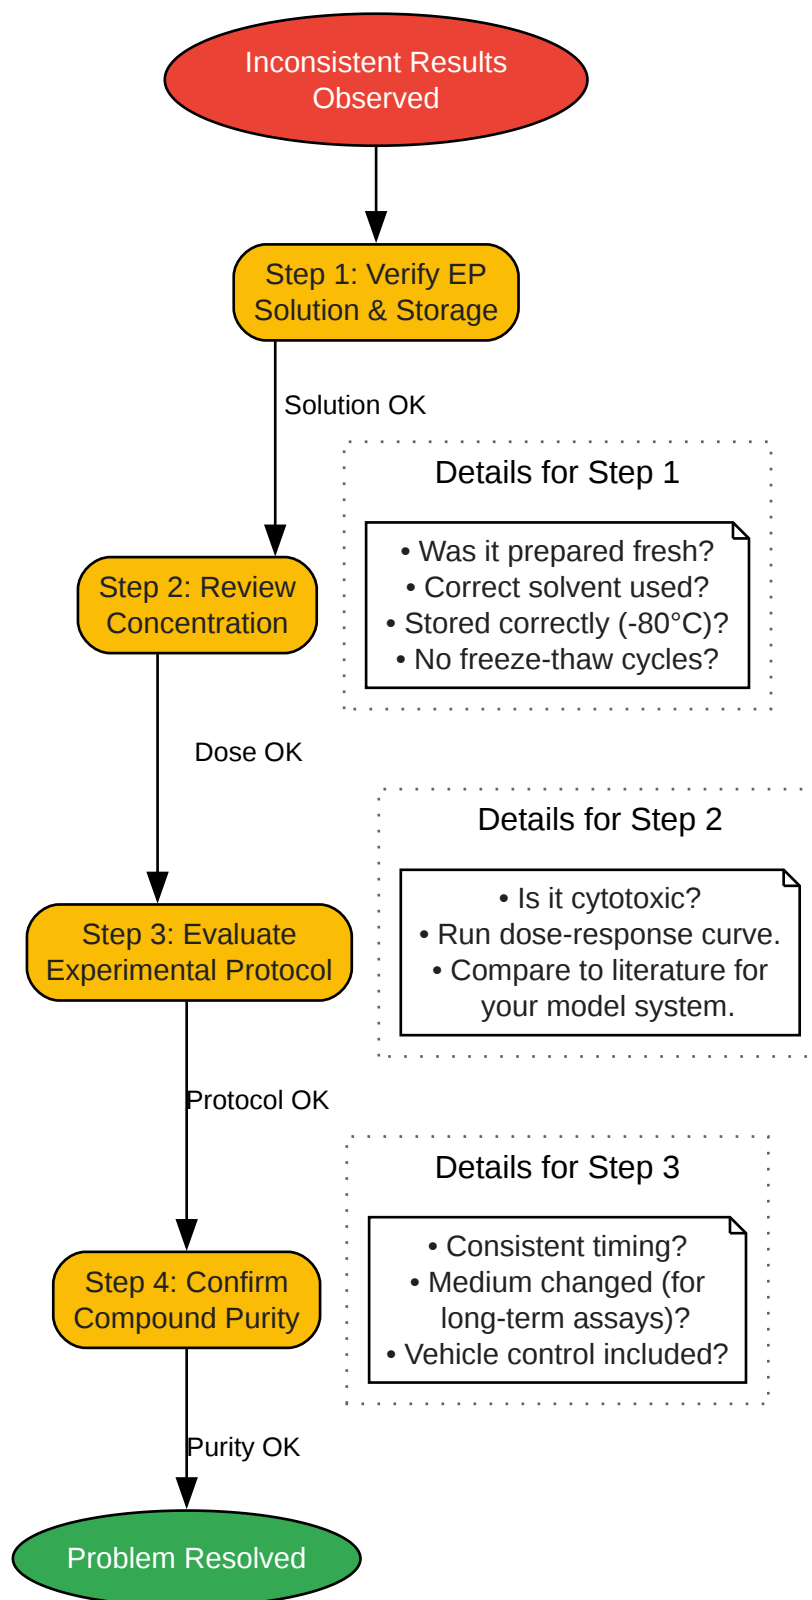 Inconsistent Results
Observed
Step 1: Verify EP
Solution & Storage
Solution OK
Details for Step 1
• Was it prepared fresh?
• Correct solvent used?
• Stored correctly (-80°C)?
• No freeze-thaw cycles?
Step 2: Review
Concentration
Dose OK
Details for Step 2
• Is it cytotoxic?
• Run dose-response curve.
• Compare to literature for
your model system.
Step 3: Evaluate
Experimental Protocol
Protocol OK
Details for Step 3
• Consistent timing?
• Medium changed (for
long-term assays)?
• Vehicle control included?
Step 4: Confirm
Compound Purity
Purity OK
Problem Resolved